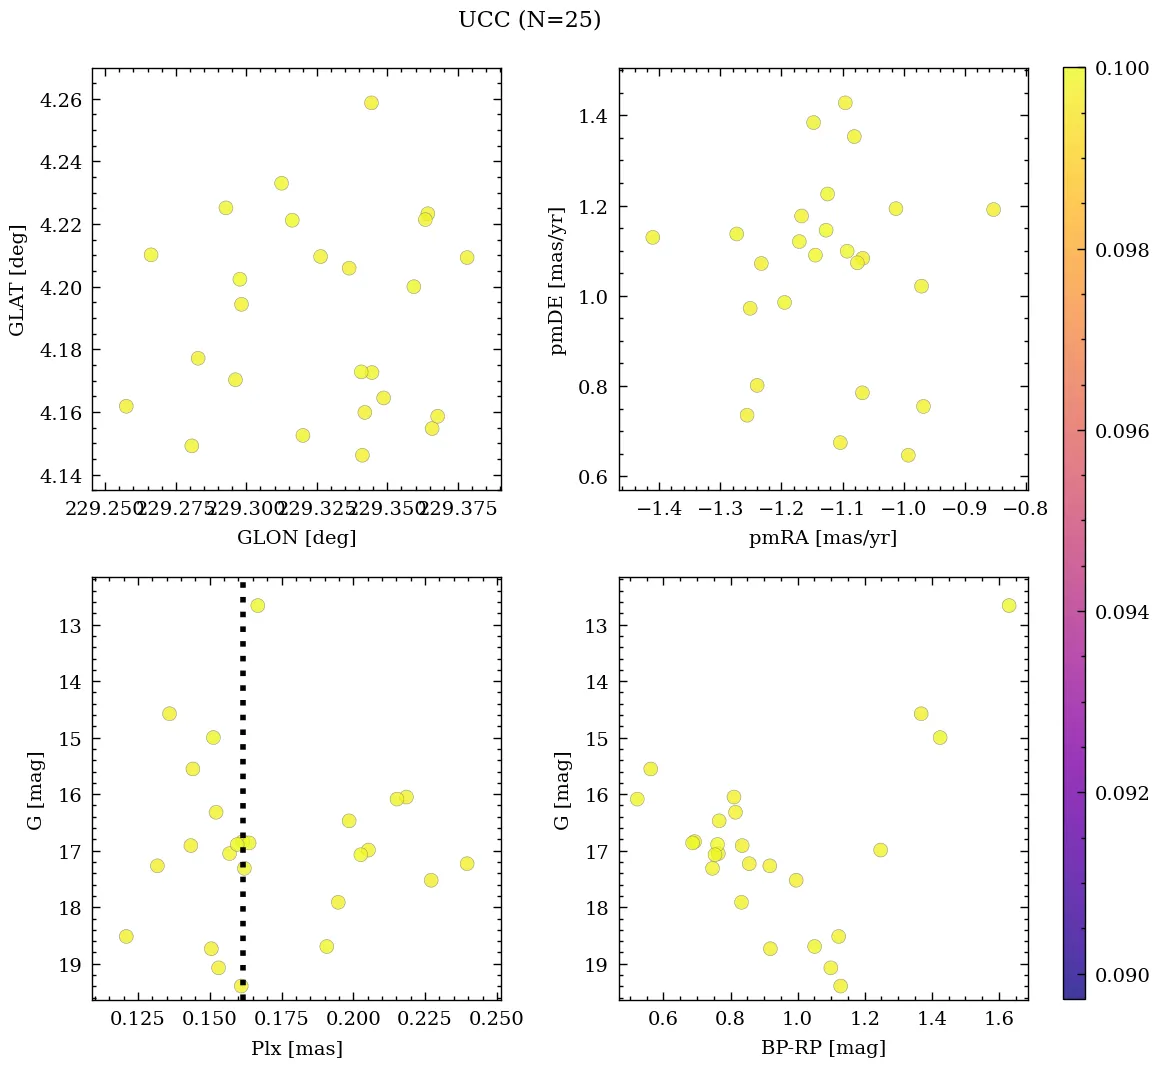 UCC (N=25)
4.26
4.24
4.22
4.20
4.18
4.16
4.14
GLAT [deg]
229.250 229.275 229.300 229.325 229.350 229.375
GLON [deg]
1.4
1.2
1.0
0.8
0.6
pmDE [mas/yr]
−1.4 −1.3 −1.2 −1.1 −1.0 −0.9 −0.8
pmRA [mas/yr]
13
14
15
16
17
18
19
G [mag]
0.125 0.150 0.175 0.200 0.225 0.250
Plx [mas]
13
14
15
16
17
18
19
G [mag]
0.6 0.8 1.0 1.2 1.4 1.6
BP-RP [mag]
0.100
0.098
0.096
0.094
0.092
0.090